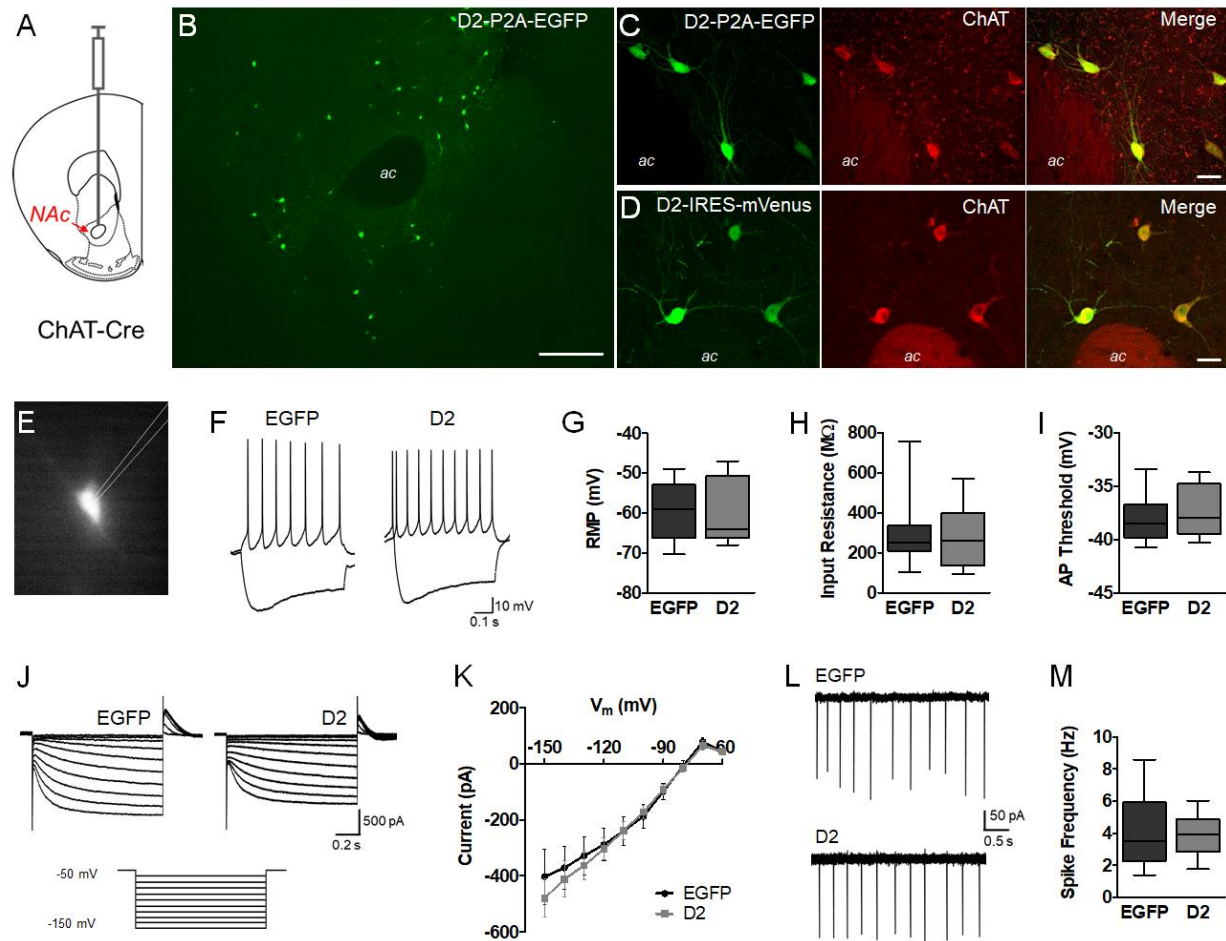 A
NAc
ChAT-Cre
B
D2-P2A-EGFP
ac
C
D2-P2A-EGFP
ChAT
Merge
ac
D
D2-IRES-mVenus
ChAT
Merge
ac
ac
ac
E
F
EGFP
D2
10 mV
0.1 s
G
-40
-50
-60
-70
-80
RMP (mV)
EGFP
D2
H
800
600
400
200
0
Input Resistance (MΩ)
EGFP
D2
I
-30
-35
-40
-45
AP Threshold (mV)
EGFP
D2
J
EGFP
D2
500 pA
0.2 s
-50 mV
-150 mV
K
Vm (mV)
-150
-120
-90
-60
200
0
-200
-400
-600
Current (pA)
EGFP
D2
L
EGFP
50 pA
0.5 s
D2
M
10
8
6
4
2
0
Spike Frequency (Hz)
EGFP
D2